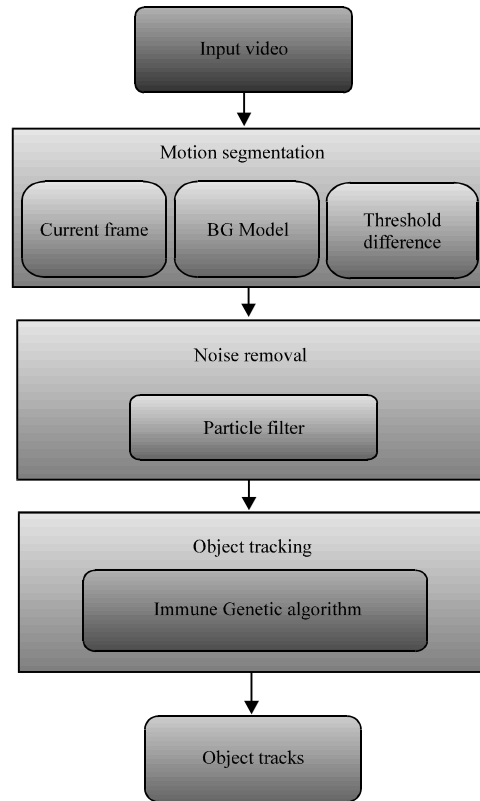 Input video
Motion segmentation
Current frame
BG Model
Threshold
difference
Noise removal
Particle filter
Object tracking
Immune Genetic algorithm
Object tracks